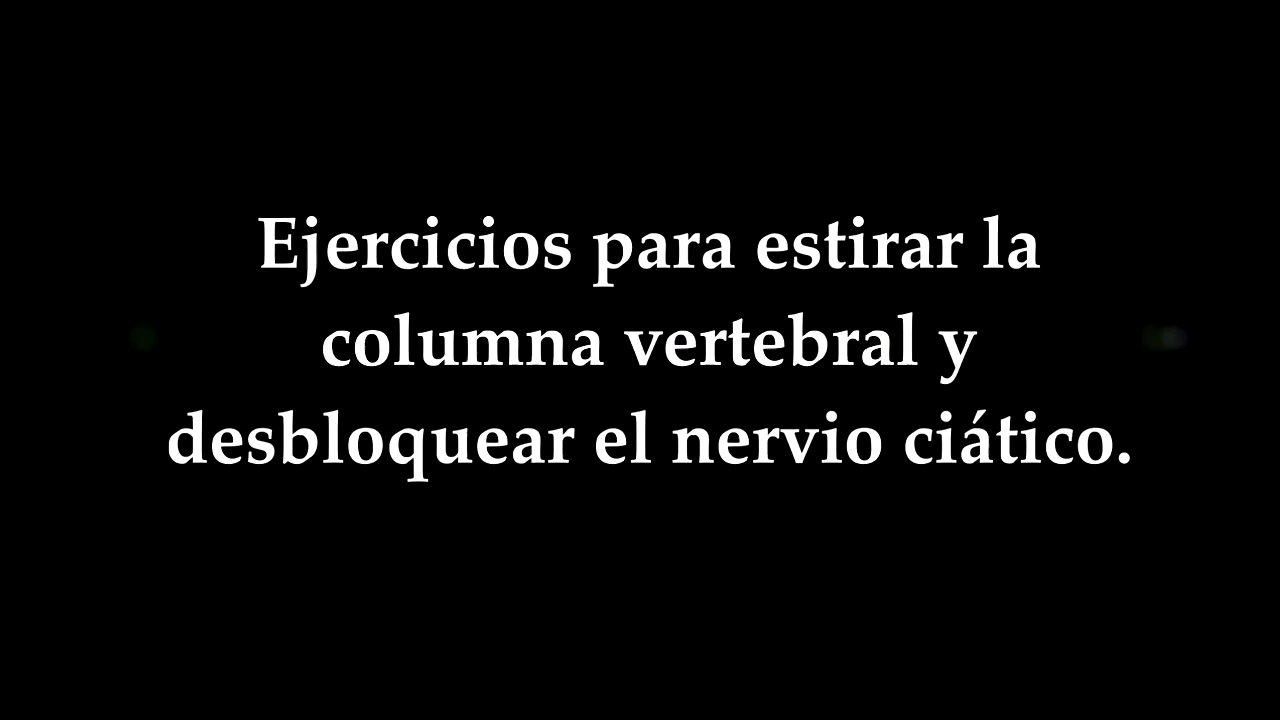 Ejercicios para estirar la
columna vertebral y
desbloquear el nervio ciático.